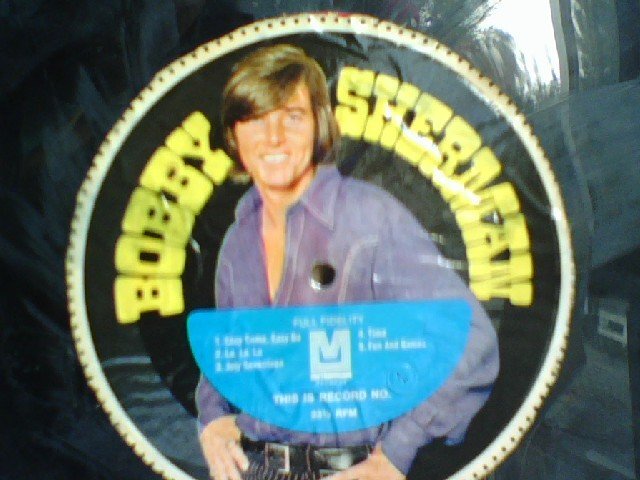 BOBBY SHERMAN
FULL FIDELITY
1. Easy Come, Easy Go
2. La La La
3. July Seventeen
4. Time
5. Fun And Games
M
THIS IS RECORD NO.
33⅓ RPM